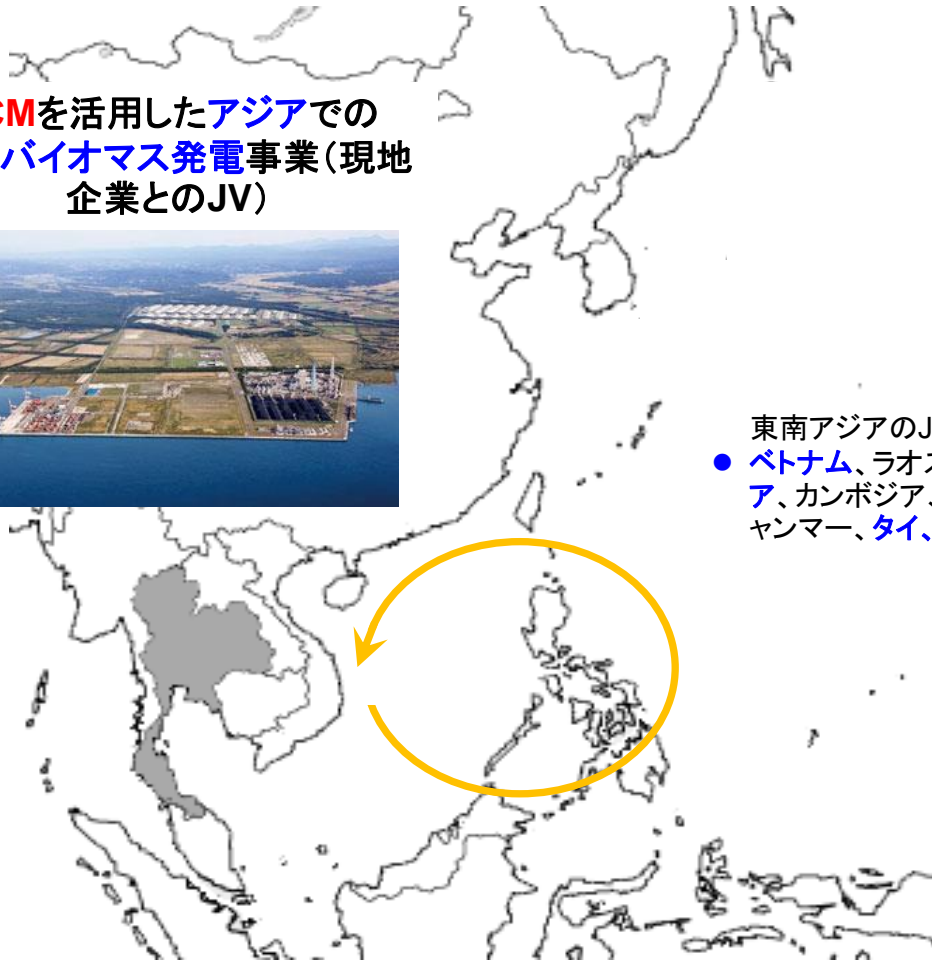 CMを活用したアジアでの
バイオマス発電事業（現地
企業とのJV）
東南アジアのJ
● ベトナム、ラオス
ア、カンボジア、
ャンマー、タイ、